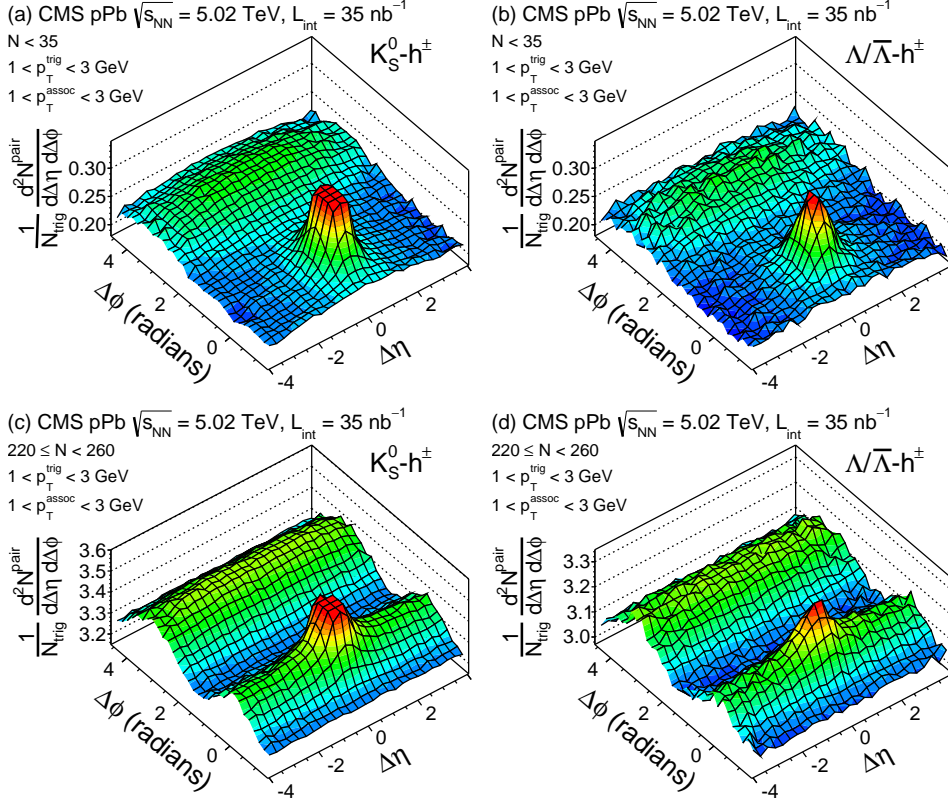 (a) CMS pPb √s_NN = 5.02 TeV, L_int = 35 nb⁻¹
N < 35
1 < p_T^trig < 3 GeV
1 < p_T^assoc < 3 GeV
K_S^0-h^±
1/N_trig d²N^pair/dΔη dΔϕ
0.30
0.25
0.20
4
2
0
Δϕ (radians)
-4
-2
0
2
Δη
(b) CMS pPb √s_NN = 5.02 TeV, L_int = 35 nb⁻¹
N < 35
1 < p_T^trig < 3 GeV
1 < p_T^assoc < 3 GeV
Λ/Λ̅-h^±
1/N_trig d²N^pair/dΔη dΔϕ
0.30
0.25
0.20
4
2
0
Δϕ (radians)
-4
-2
0
2
Δη
(c) CMS pPb √s_NN = 5.02 TeV, L_int = 35 nb⁻¹
220 ≤ N < 260
1 < p_T^trig < 3 GeV
1 < p_T^assoc < 3 GeV
K_S^0-h^±
1/N_trig d²N^pair/dΔη dΔϕ
3.6
3.5
3.4
3.3
3.2
4
2
0
Δϕ (radians)
-4
-2
0
2
Δη
(d) CMS pPb √s_NN = 5.02 TeV, L_int = 35 nb⁻¹
220 ≤ N < 260
1 < p_T^trig < 3 GeV
1 < p_T^assoc < 3 GeV
Λ/Λ̅-h^±
1/N_trig d²N^pair/dΔη dΔϕ
3.3
3.2
3.1
3.0
4
2
0
Δϕ (radians)
-4
-2
0
2
Δη